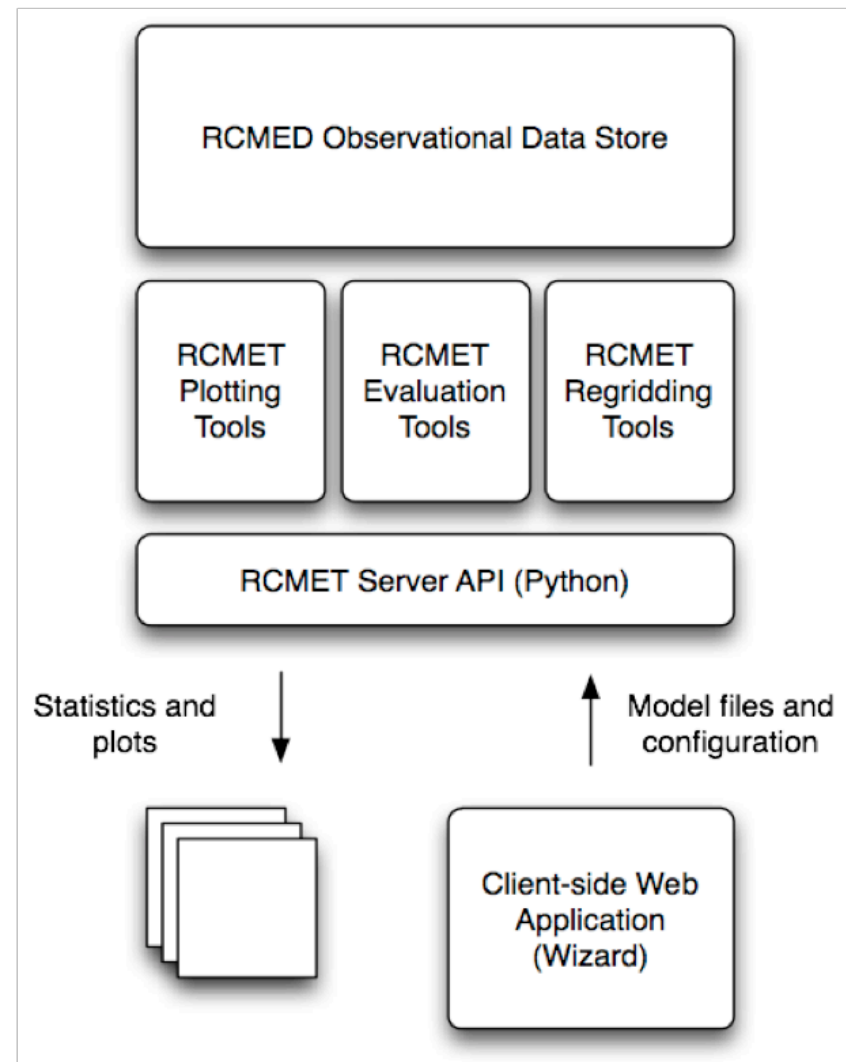 RCMED Observational Data Store
RCMET
Plotting
Tools
RCMET
Evaluation
Tools
RCMET
Regridding
Tools
RCMET Server API (Python)
Statistics and
plots
Model files and
configuration
Client-side Web
Application
(Wizard)